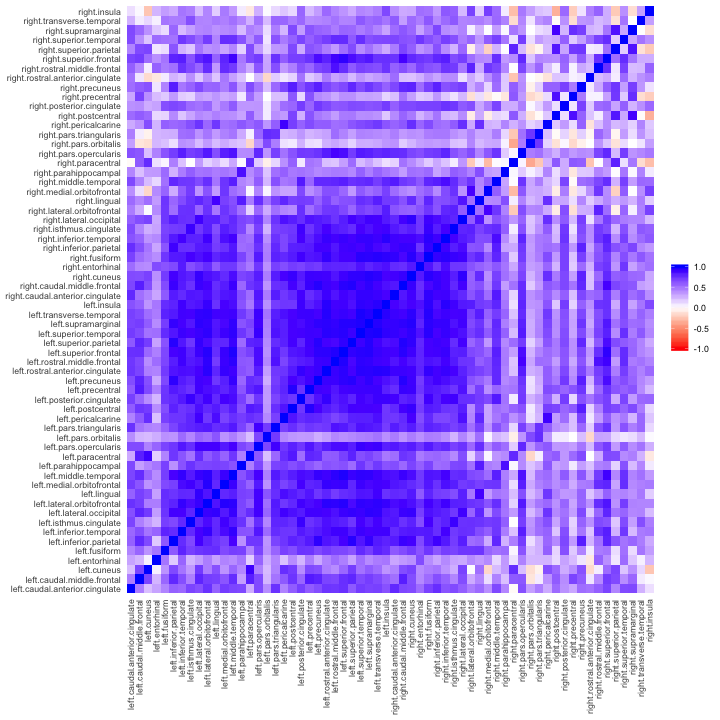 right.insula
right.transverse.temporal
right.supramarginal
right.superior.temporal
right.superior.parietal
right.superior.frontal
right.rostral.middle.frontal
right.rostral.anterior.cingulate
right.precuneus
right.precentral
right.posterior.cingulate
right.postcentral
right.pericalcarine
right.pars.triangularis
right.pars.orbitalis
right.pars.opercularis
right.paracentral
right.parahippocampal
right.middle.temporal
right.medial.orbitofrontal
right.lingual
right.lateral.orbitofrontal
right.lateral.occipital
right.isthmus.cingulate
right.inferior.temporal
right.inferior.parietal
right.fusiform
right.entorhinal
right.cuneus
right.caudal.middle.frontal
right.caudal.anterior.cingulate
left.insula
left.transverse.temporal
left.supramarginal
left.superior.temporal
left.superior.parietal
left.superior.frontal
left.rostral.middle.frontal
left.rostral.anterior.cingulate
left.precuneus
left.precentral
left.posterior.cingulate
left.postcentral
left.pericalcarine
left.pars.triangularis
left.pars.orbitalis
left.pars.opercularis
left.paracentral
left.parahippocampal
left.middle.temporal
left.medial.orbitofrontal
left.lingual
left.lateral.orbitofrontal
left.lateral.occipital
left.isthmus.cingulate
left.inferior.temporal
left.inferior.parietal
left.fusiform
left.entorhinal
left.cuneus
left.caudal.middle.frontal
left.caudal.anterior.cingulate
left.caudal.anterior.cingulate
left.caudal.middle.frontal
left.cuneus
left.entorhinal
left.fusiform
left.inferior.parietal
left.inferior.temporal
left.isthmus.cingulate
left.lateral.occipital
left.lateral.orbitofrontal
left.lingual
left.medial.orbitofrontal
left.middle.temporal
left.parahippocampal
left.paracentral
left.pars.opercularis
left.pars.orbitalis
left.pars.triangularis
left.pericalcarine
left.postcentral
left.posterior.cingulate
left.precentral
left.precuneus
left.rostral.anterior.cingulate
left.rostral.middle.frontal
left.superior.frontal
left.superior.parietal
left.superior.temporal
left.supramarginal
left.transverse.temporal
left.insula
right.caudal.anterior.cingulate
right.caudal.middle.frontal
right.cuneus
right.entorhinal
right.fusiform
right.inferior.parietal
right.inferior.temporal
right.isthmus.cingulate
right.lateral.occipital
right.lateral.orbitofrontal
right.lingual
right.medial.orbitofrontal
right.middle.temporal
right.parahippocampal
right.paracentral
right.pars.opercularis
right.pars.orbitalis
right.pars.triangularis
right.pericalcarine
right.postcentral
right.posterior.cingulate
right.precentral
right.precuneus
right.rostral.anterior.cingulate
right.rostral.middle.frontal
right.superior.frontal
right.superior.parietal
right.superior.temporal
right.supramarginal
right.transverse.temporal
right.insula
1.0
0.5
0.0
-0.5
-1.0